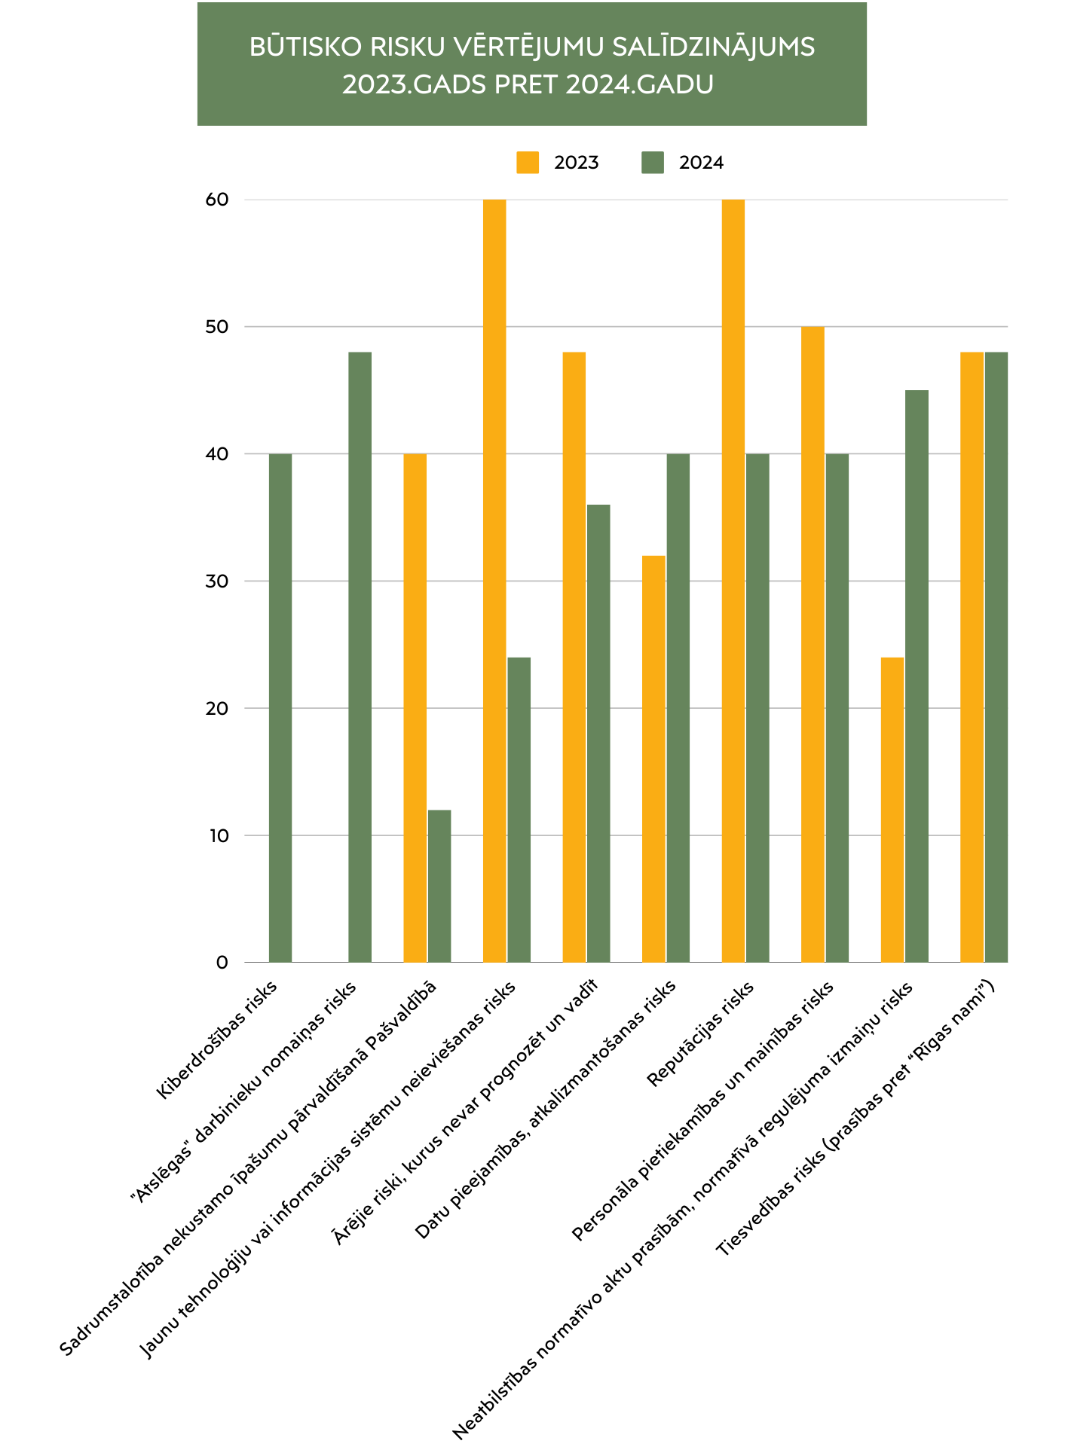 BŪTISKO RISKU VĒRTĒJUMU SALĪDZINĀJUMS
2023.GADS PRET 2024.GADU
2023
2024
60
50
40
30
20
10
0
Kiberdrošības risks
"Atslēgas" darbinieku nomaiņas risks
Sadrumstalotība nekustamo īpašumu pārvaldīšanā Pašvaldībā
Jaunu tehnoloģiju vai informācijas sistēmu neieviešanas risks
Ārējie riski, kurus nevar prognozēt un vadīt
Datu pieejamības, atkalizmantošanas risks
Reputācijas risks
Personāla pietiekamības un mainības risks
Neatbilstības normatīvo aktu prasībām, normatīvā regulējuma izmaiņu risks
Tiesvedības risks (prasības pret “Rīgas nami”)